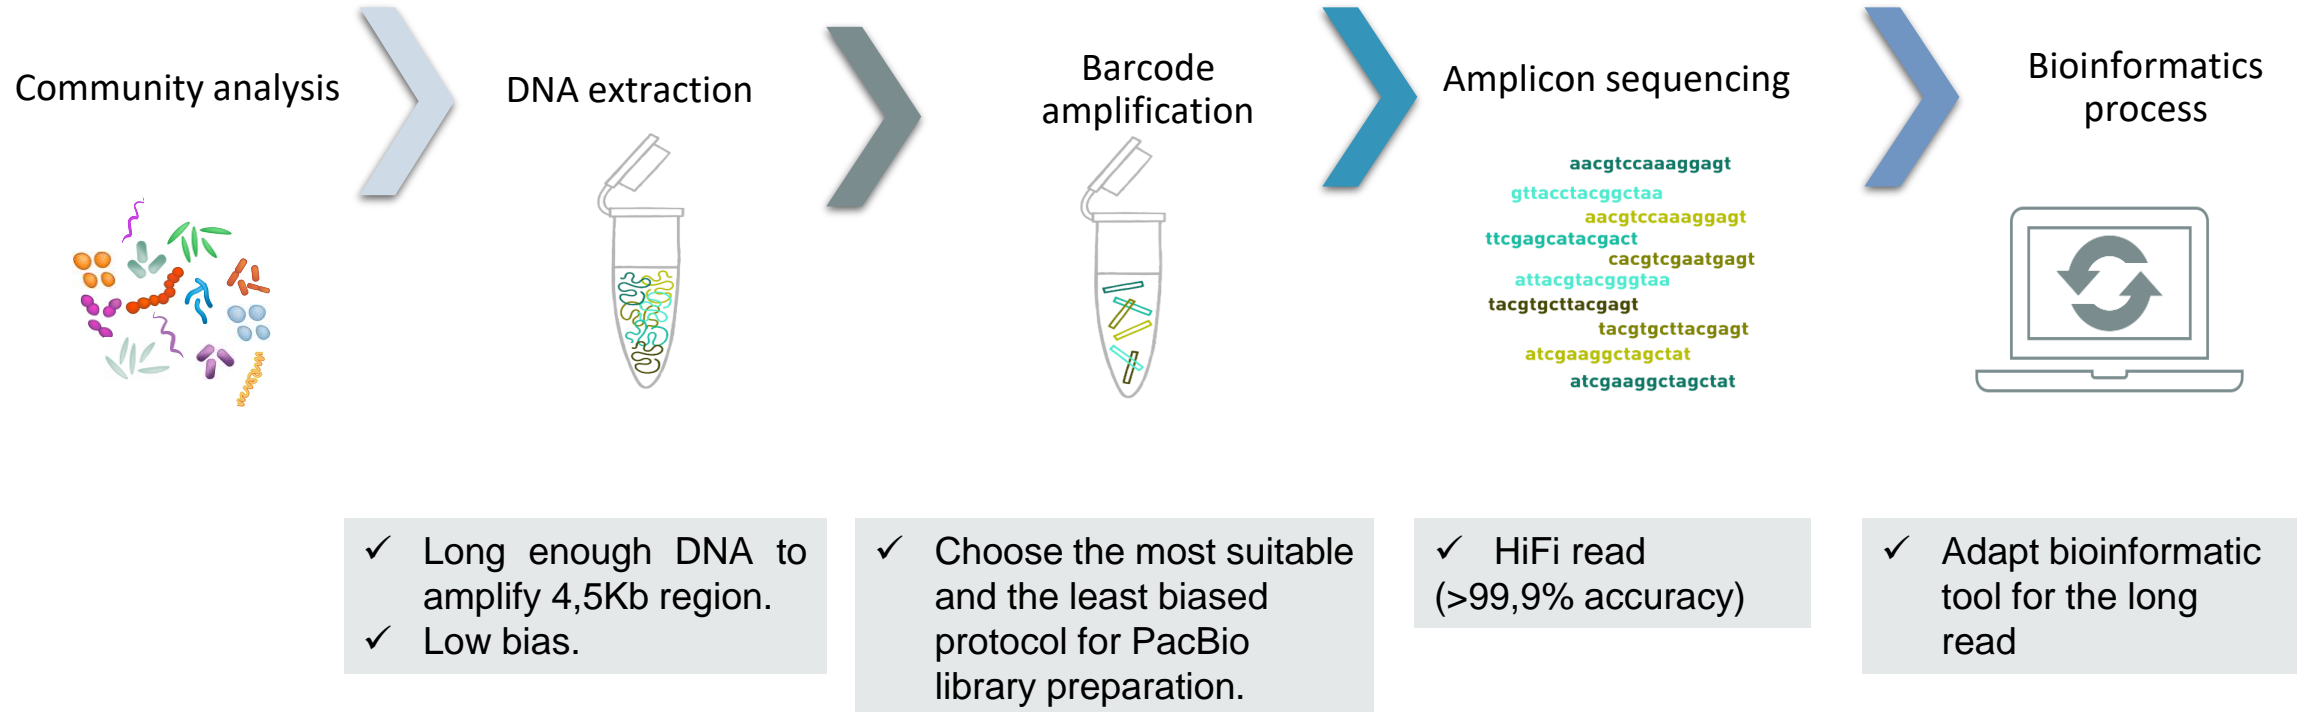 Community analysis
DNA extraction
Barcode
amplification
Amplicon sequencing
Bioinformatics
process
aacgtccaaaggagt
gttacctacggctaa
aacgtccaaaggagt
ttcgagcatacgact
cacgtcgaatgagt
attacgtacgggtaa
tacgtgcttacgagt
tacgtgcttacgagt
atcgaaggctagctat
atcgaaggctagctat
✓ Long enough DNA to
amplify 4,5Kb region.
✓ Low bias.
✓ Choose the most suitable
and the least biased
protocol for PacBio
library preparation.
✓ HiFi read
(>99,9% accuracy)
✓ Adapt bioinformatic
tool for the long
read